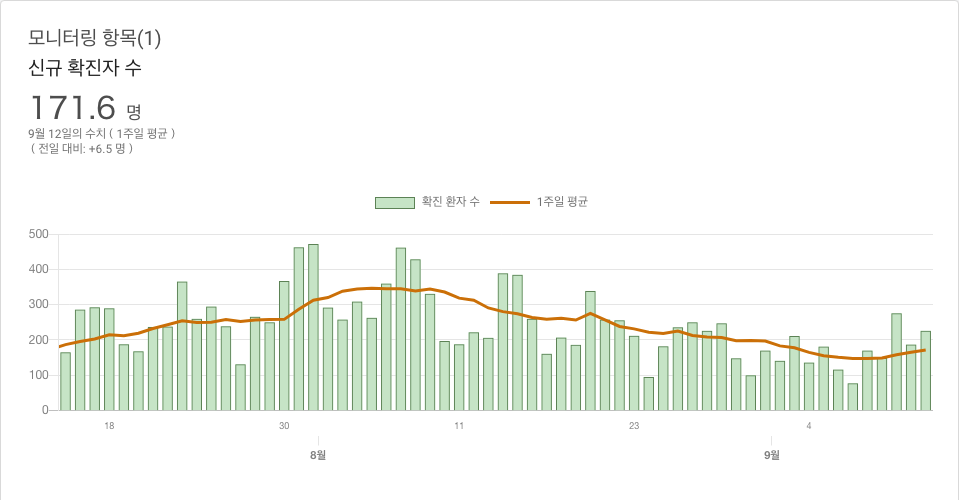 모니터링 항목(1)
신규 확진자 수
171.6 명
9월 12일의 수치 ( 1주일 평균 )
( 전일 대비: +6.5 명 )
확진 환자 수 1주일 평균
500
400
300
200
100
0
18 30 11 23 4
8월 9월